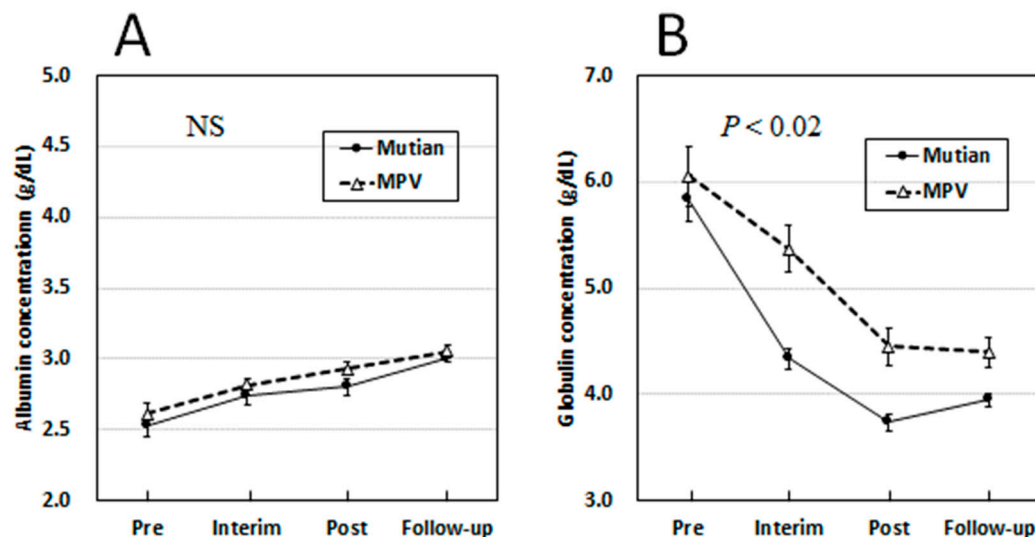 A
Albumin concentrationn (g/dL)
5.0
4.5
4.0
3.5
3.0
2.5
2.0
NS
Mutian
MPV
Pre Interim Post Follow-up
B
Globulin concentration (g/dL)
7.0
6.0
5.0
4.0
3.0
P < 0.02
Mutian
MPV
Pre Interim Post Follow-up